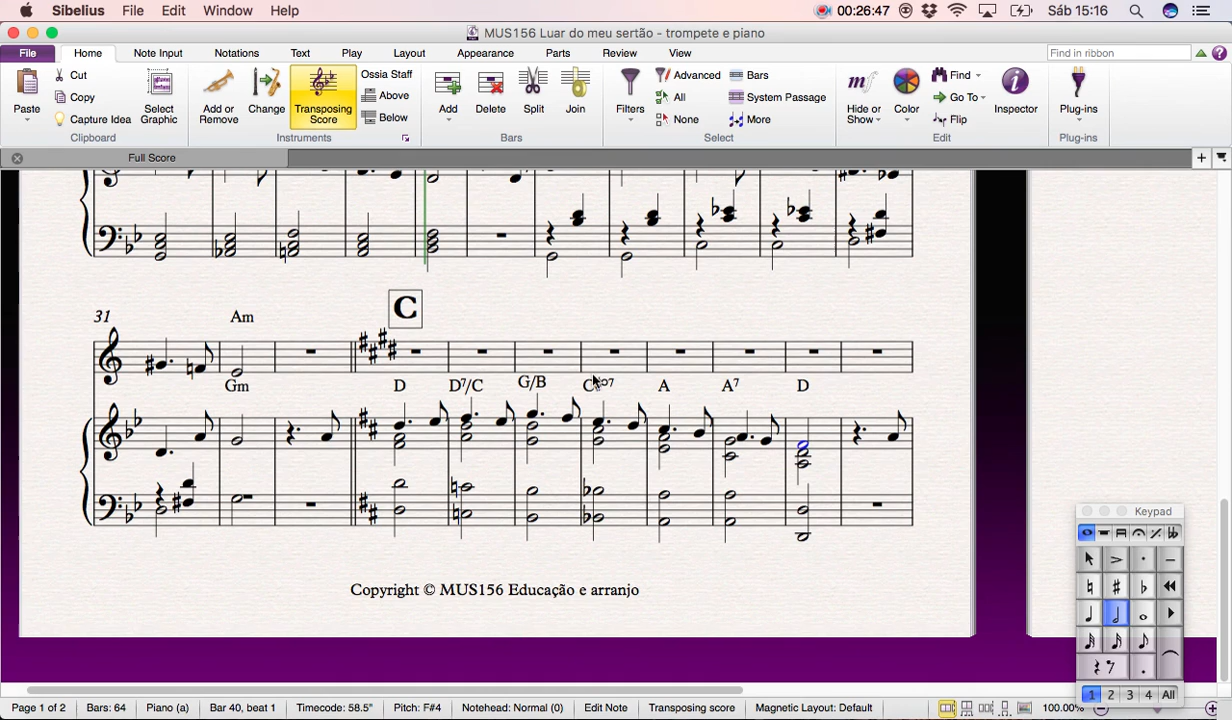 Sibelius File Edit Window Help 00:26:47 Sáb 15:16
MUS156 Luar do meu sertão - trompete e piano
File Home Note Input Notations Text Play Layout Appearance Parts Review View Find in ribbon
Paste Cut Copy Capture Idea Select Graphic Clipboard
Add or Remove Change Transposing Score Ossia Staff Above Below Instruments
Add Delete Split Join Bars
Filters Advanced All None Bars System Passage More Select
Hide or Show Color Find Go To Flip Inspector Edit
Plug-ins Plug-ins
Full Score
C
31 Am
Gm D D7/C G/B A A7 D
Copyright © MUS156 Educação e arranjo
Keypad
1 2 3 4 All
Page 1 of 2 Bars: 64 Piano (a) Bar 40, beat 1 Timecode: 58.5" Pitch: F#4 Notehead: Normal (0) Edit Note Transposing score Magnetic Layout: Default 100.00%